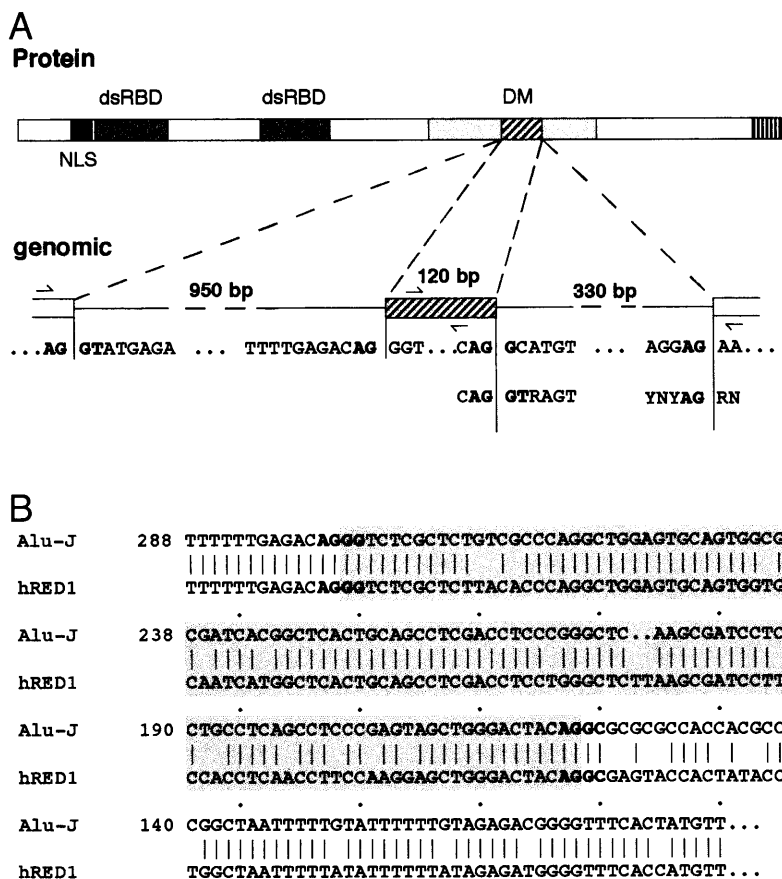 A
Protein
dsRBD dsRBD DM
NLS
genomic
950 bp 120 bp 330 bp
...AG GTATGAGA ... TTTTGAGACAG GGT...CAG GCATGT ... AGGAG AA...
CAG GTRAGT YNYAG RN
B
Alu-J 288 TTTTTTGAGACAGGGTCTCGCTCTGTCGCCCAGGCTGGAGTGCAGTGGCG
hRED1 TTTTTTGAGACAGGGTCTCGCTCTTACACCCAGGCTGGAGTGCAGTGGTG
Alu-J 238 CGATCACGGCTCACTGCAGCCTCGACCTCCCGGGCTC..AAGCGATCCTC
hRED1 CAATCATGGCTCACTGCAGCCTCGACCTCCTGGGCTCTTAAGCGATCCTT
Alu-J 190 CTGCCTCAGCCTCCCGAGTAGCTGGGACTACAGGCGCGCGCCACCACGCC
hRED1 CCACCTCAACCTTCCAAGGAGCTGGGACTACAGGCGAGTACCACTATACC
Alu-J 140 CGGCTAATTTTTGTATTTTTTGTAGAGACGGGGTTTCACTATGTT...
hRED1 TGGCTAATTTTTATATTTTTTATAGAGATGGGGTTTCACCATGTT...